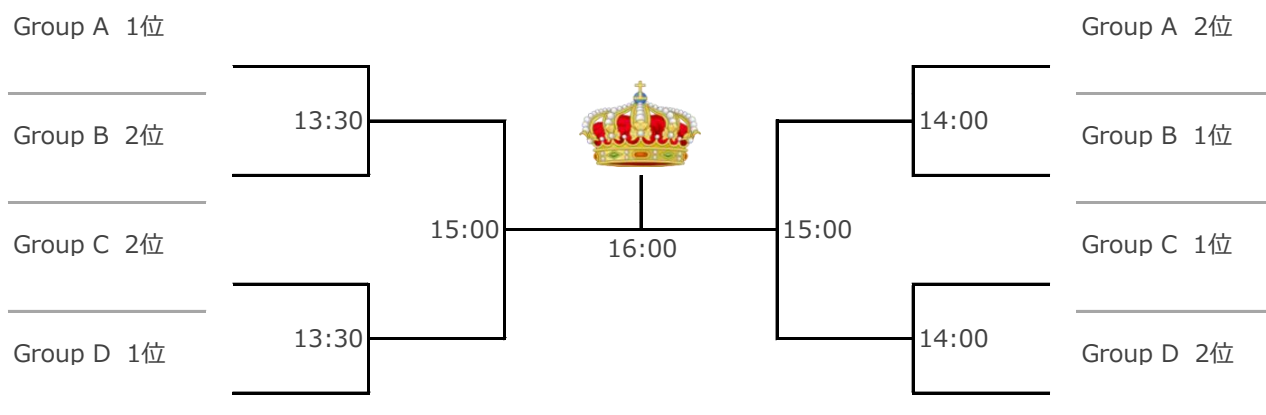 Group A 1位
Group A 2位
13:30
14:00
Group B 2位
Group B 1位
15:00
15:00
16:00
Group C 2位
Group C 1位
13:30
14:00
Group D 1位
Group D 2位